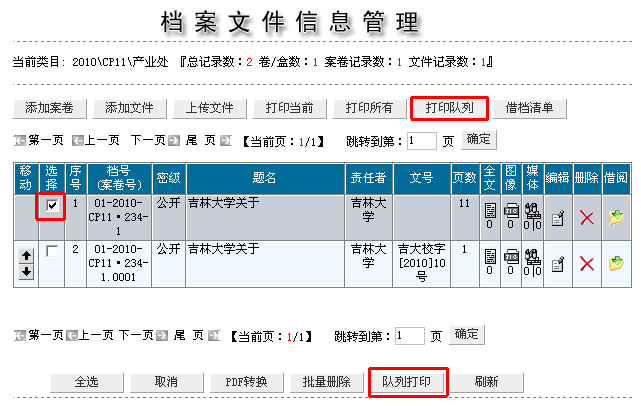 档案文件信息管理
当前类目: 2010\CP11\产业处 『总记录数：2 卷/盒数：1 案卷记录数：1 文件记录数：1』
添加案卷 添加文件 上传文件 打印当前 打印所有 打印队列 借档清单
第一页 上一页 下一页 尾 页 【当前页：1/1】 跳转到第：1 页 确定
移动 选择 序号 档号(案卷号) 密级 题名 责任者 文号 页数 全文 图像 媒体 编辑 删除 借阅
1 01-2010-CP11·234-1 公开 吉林大学关于 吉林大学 11 0 0 0|0
2 01-2010-CP11·234-1.0001 公开 吉林大学关于 吉林大学 吉大校字[2010]10号 1 0 0 0|0
第一页 上一页 下一页 尾 页 【当前页：1/1】 跳转到第：1 页 确定
全选 取消 PDF转换 批量删除 队列打印 刷新